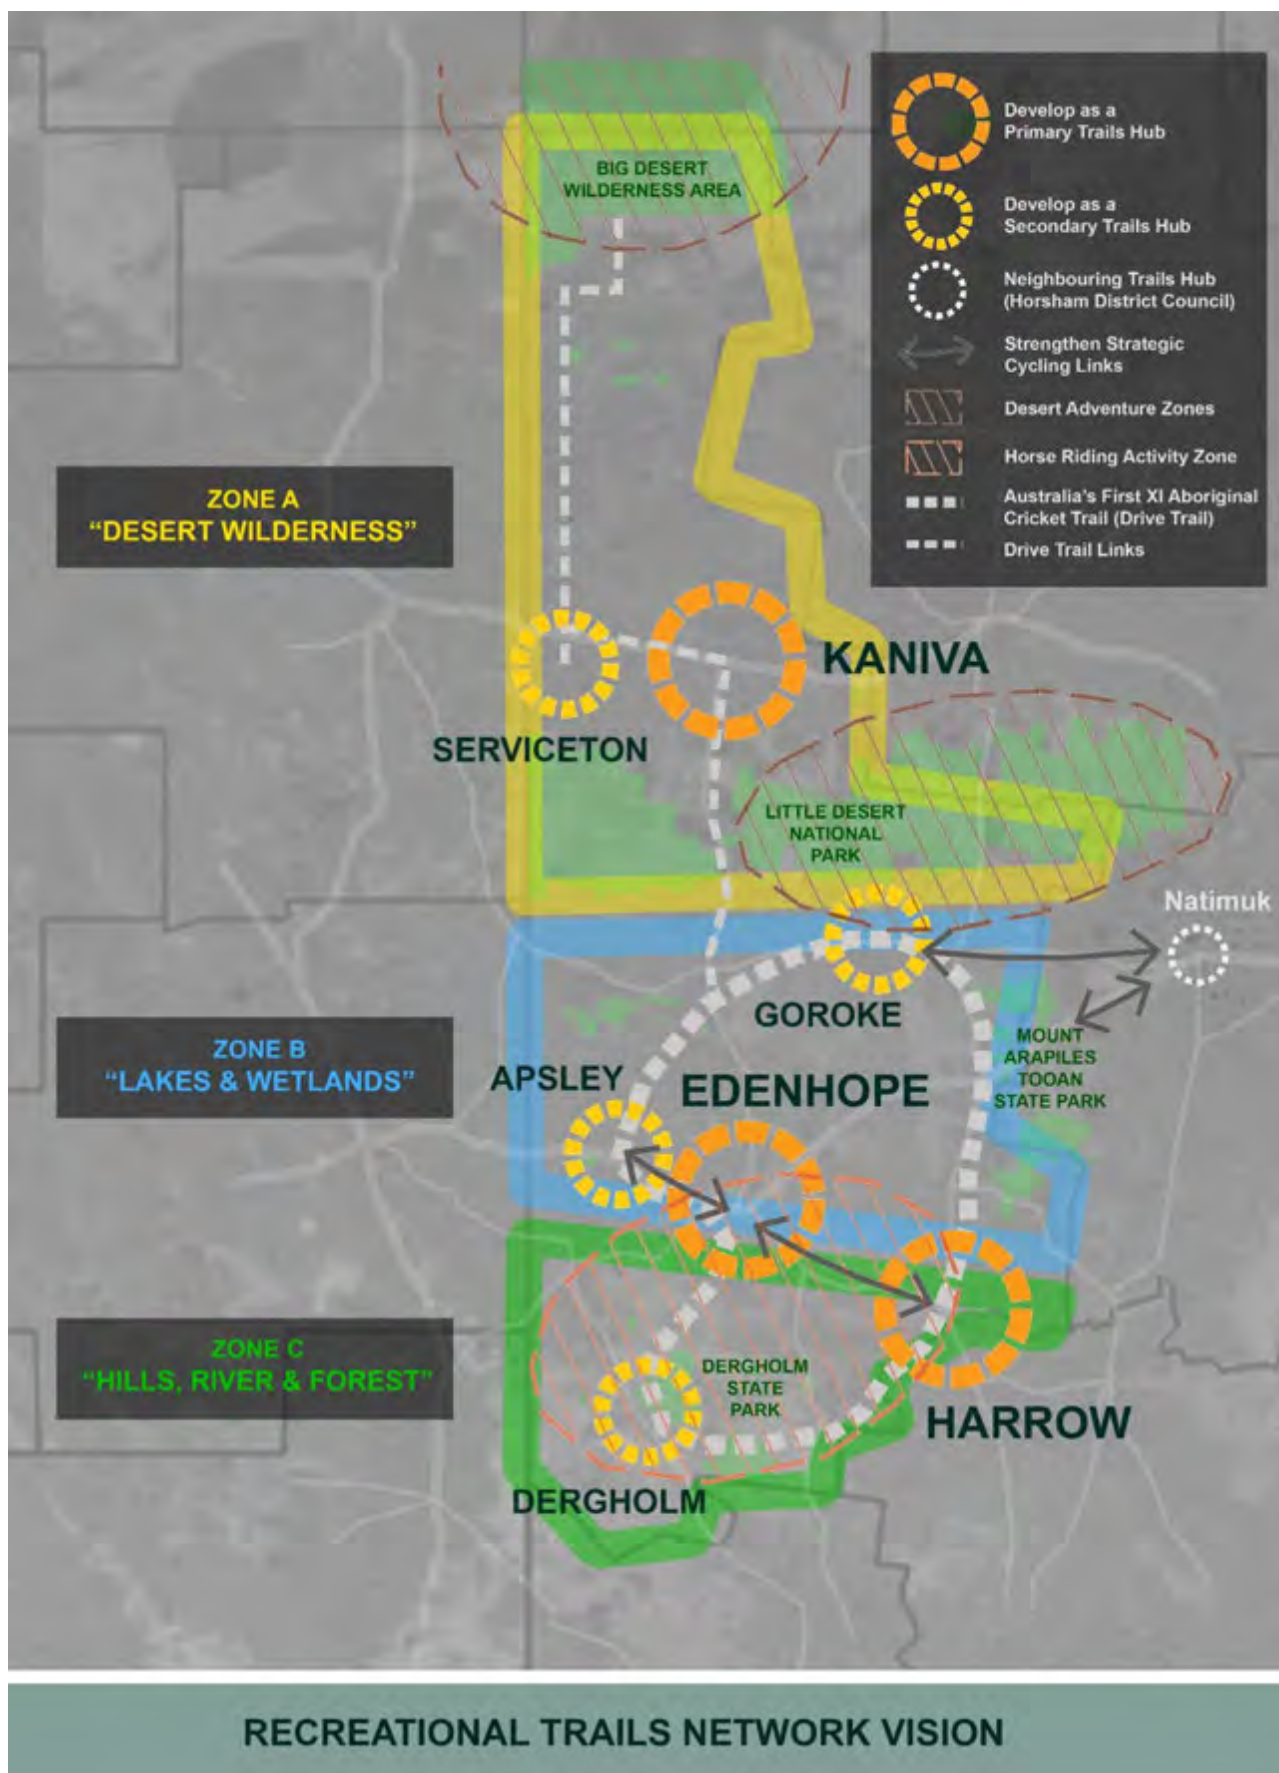 Develop as a
Primary Trails Hub
Develop as a
Secondary Trails Hub
Neighbouring Trails Hub
(Horsham District Council)
Strengthen Strategic
Cycling Links
Desert Adventure Zones
Horse Riding Activity Zone
Australia's First XI Aboriginal
Cricket Trail (Drive Trail)
Drive Trail Links
BIG DESERT
WILDERNESS AREA
ZONE A
“DESERT WILDERNESS”
KANIVA
SERVICETON
LITTLE DESERT
NATIONAL
PARK
Natimuk
GOROKE
ZONE B
“LAKES & WETLANDS”
MOUNT
ARAPILES
TOOAN
STATE PARK
APSLEY
EDENHOPE
ZONE C
“HILLS, RIVER & FOREST”
DERGHOLM
STATE
PARK
HARROW
DERGHOLM
RECREATIONAL TRAILS NETWORK VISION